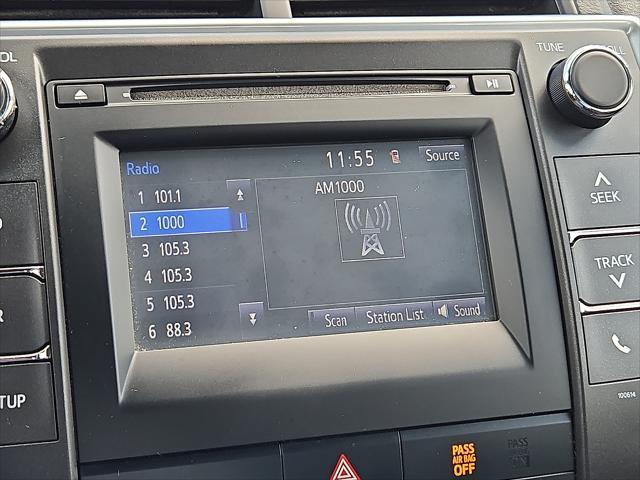 OL
TUNE
Radio
11:55
Source
AM1000
1 101.1
2 1000
3 105.3
4 105.3
5 105.3
6 88.3
Scan
Station List
Sound
SEEK
TRACK
100614
PASS
AIR BAG
OFF
PASS